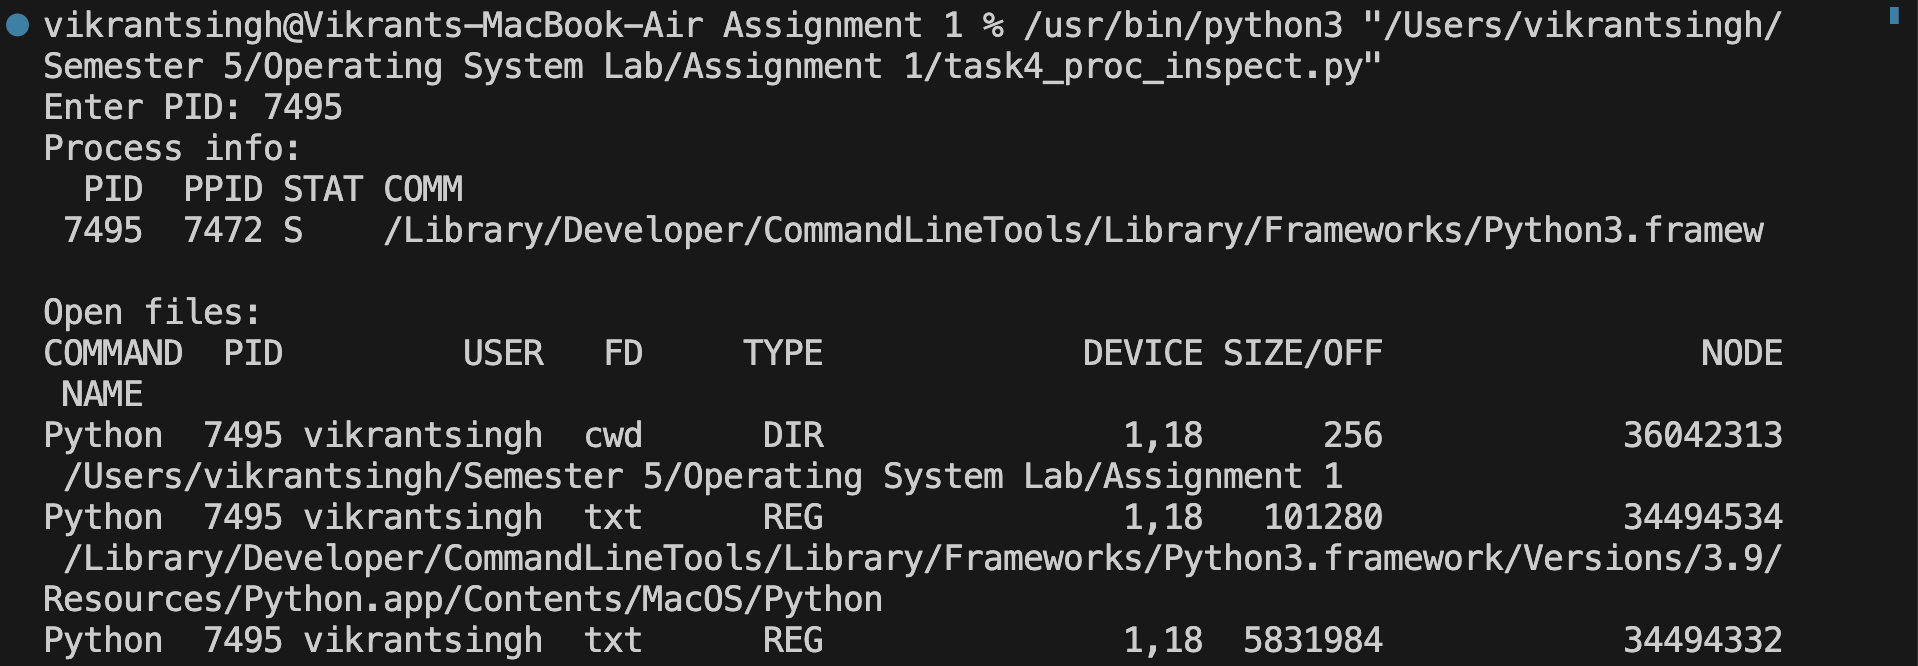 vikrantsingh@Vikrants-MacBook-Air Assignment 1 % /usr/bin/python3 "/Users/vikrantsingh/
Semester 5/Operating System Lab/Assignment 1/task4_proc_inspect.py"
Enter PID: 7495
Process info:
  PID  PPID STAT COMM
 7495  7472 S    /Library/Developer/CommandLineTools/Library/Frameworks/Python3.framew
Open files:
COMMAND  PID         USER   FD     TYPE             DEVICE SIZE/OFF                NODE
 NAME
Python  7495 vikrantsingh  cwd      DIR               1,18      256            36042313
 /Users/vikrantsingh/Semester 5/Operating System Lab/Assignment 1
Python  7495 vikrantsingh  txt      REG               1,18   101280            34494534
 /Library/Developer/CommandLineTools/Library/Frameworks/Python3.framework/Versions/3.9/
Resources/Python.app/Contents/MacOS/Python
Python  7495 vikrantsingh  txt      REG               1,18  5831984            34494332